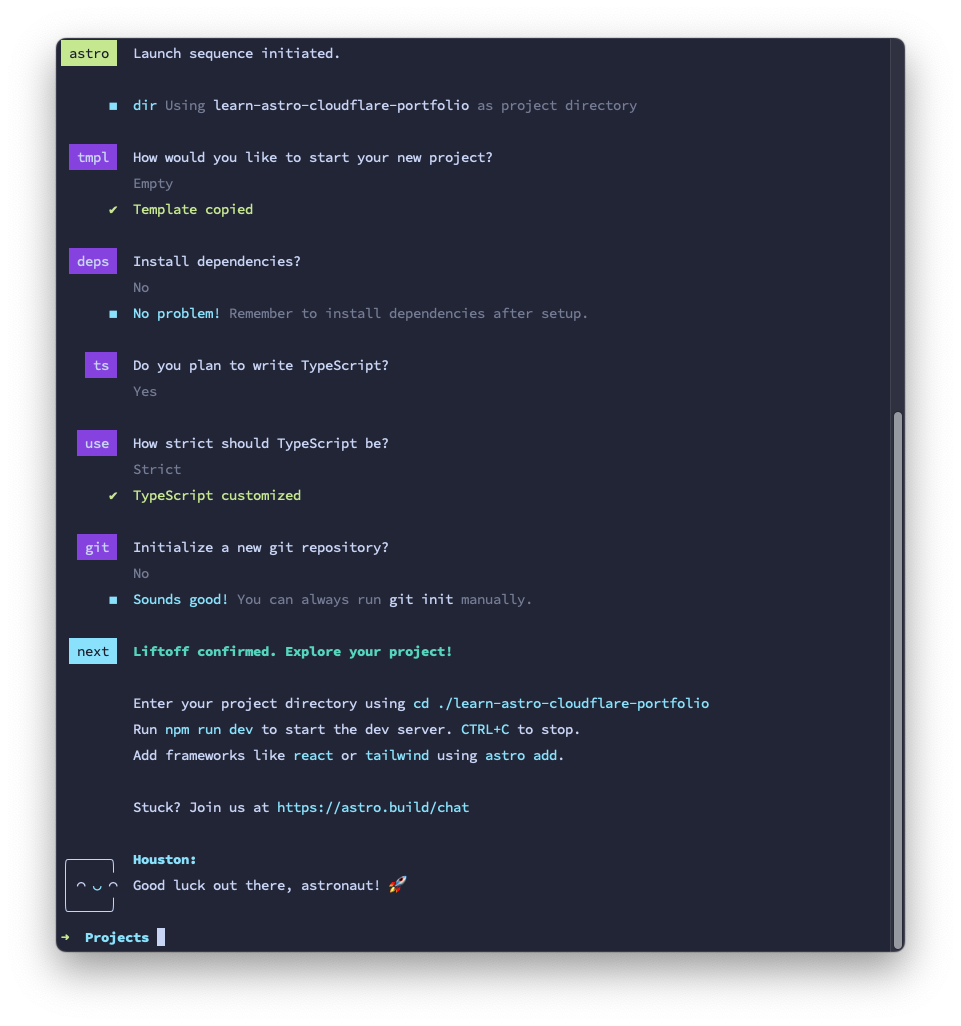 astro Launch sequence initiated.
■ dir Using learn-astro-cloudflare-portfolio as project directory
tmpl How would you like to start your new project?
Empty
✔ Template copied
deps Install dependencies?
No
■ No problem! Remember to install dependencies after setup.
ts Do you plan to write TypeScript?
Yes
use How strict should TypeScript be?
Strict
✔ TypeScript customized
git Initialize a new git repository?
No
■ Sounds good! You can always run git init manually.
next Liftoff confirmed. Explore your project!
Enter your project directory using cd ./learn-astro-cloudflare-portfolio
Run npm run dev to start the dev server. CTRL+C to stop.
Add frameworks like react or tailwind using astro add.
Stuck? Join us at https://astro.build/chat
Houston:
Good luck out there, astronaut! 🚀
➜ Projects